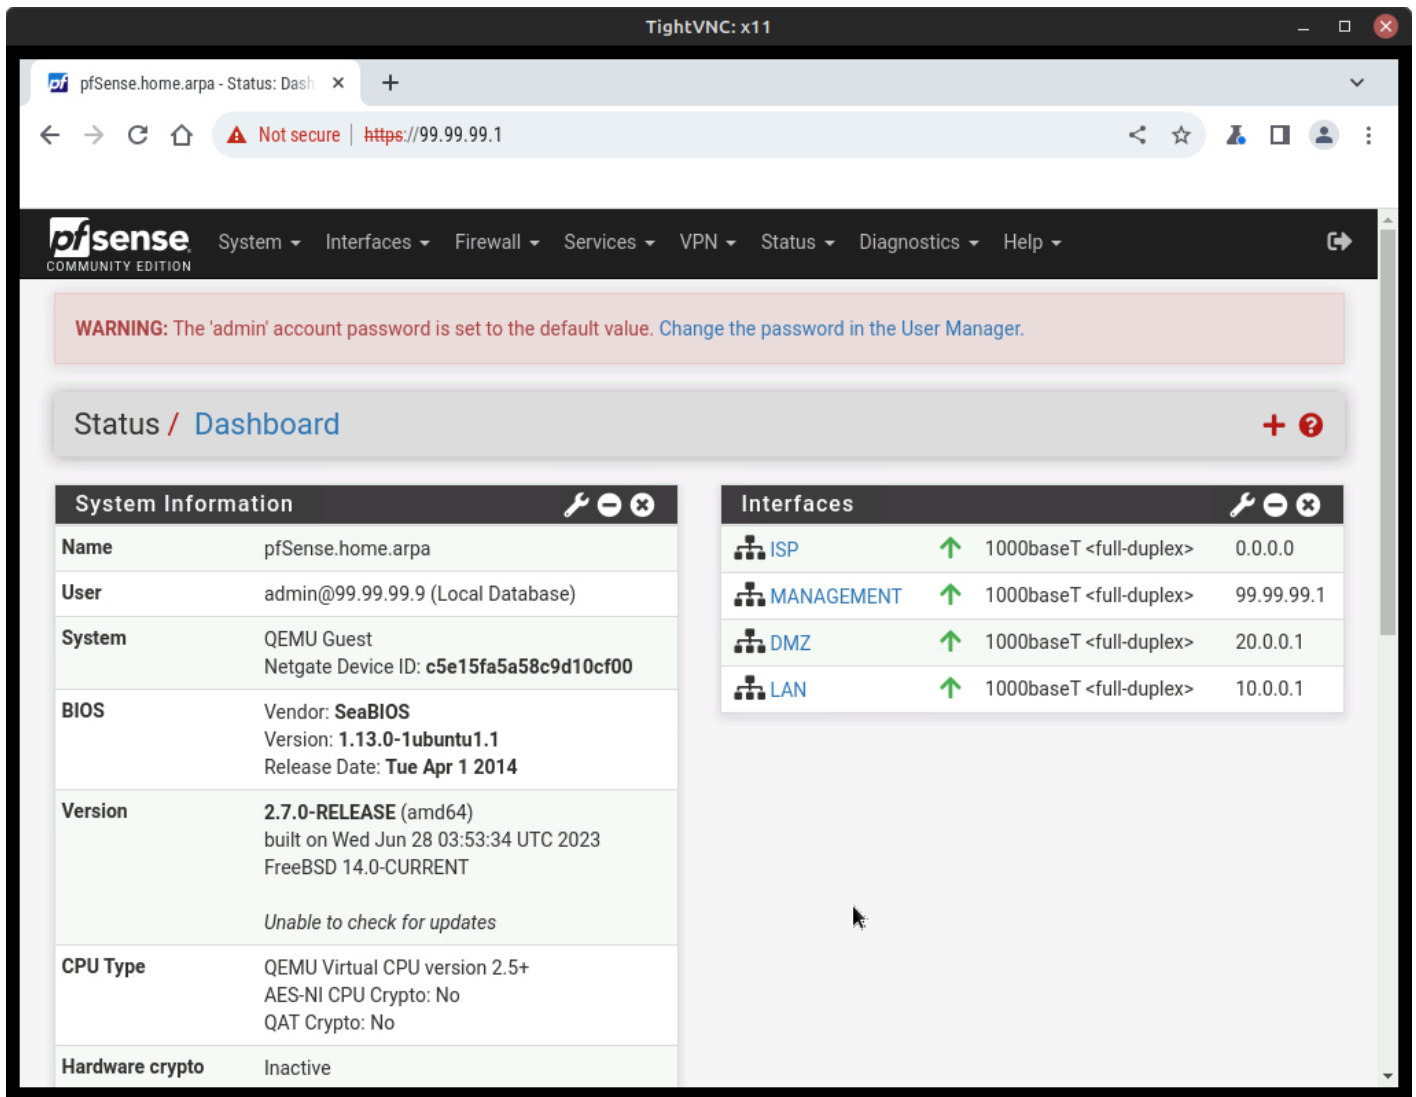 TightVNC: x11
pfSense.home.arpa - Status: Dash
Not secure | https://99.99.99.1
pfsense
COMMUNITY EDITION
System Interfaces Firewall Services VPN Status Diagnostics Help
WARNING: The 'admin' account password is set to the default value. Change the password in the User Manager.
Status / Dashboard
System Information
Name pfSense.home.arpa
User admin@99.99.99.9 (Local Database)
System QEMU Guest
Netgate Device ID: c5e15fa5a58c9d10cf00
BIOS Vendor: SeaBIOS
Version: 1.13.0-1ubuntu1.1
Release Date: Tue Apr 1 2014
Version 2.7.0-RELEASE (amd64)
built on Wed Jun 28 03:53:34 UTC 2023
FreeBSD 14.0-CURRENT
Unable to check for updates
CPU Type QEMU Virtual CPU version 2.5+
AES-NI CPU Crypto: No
QAT Crypto: No
Hardware crypto Inactive
Interfaces
ISP 1000baseT <full-duplex> 0.0.0.0
MANAGEMENT 1000baseT <full-duplex> 99.99.99.1
DMZ 1000baseT <full-duplex> 20.0.0.1
LAN 1000baseT <full-duplex> 10.0.0.1